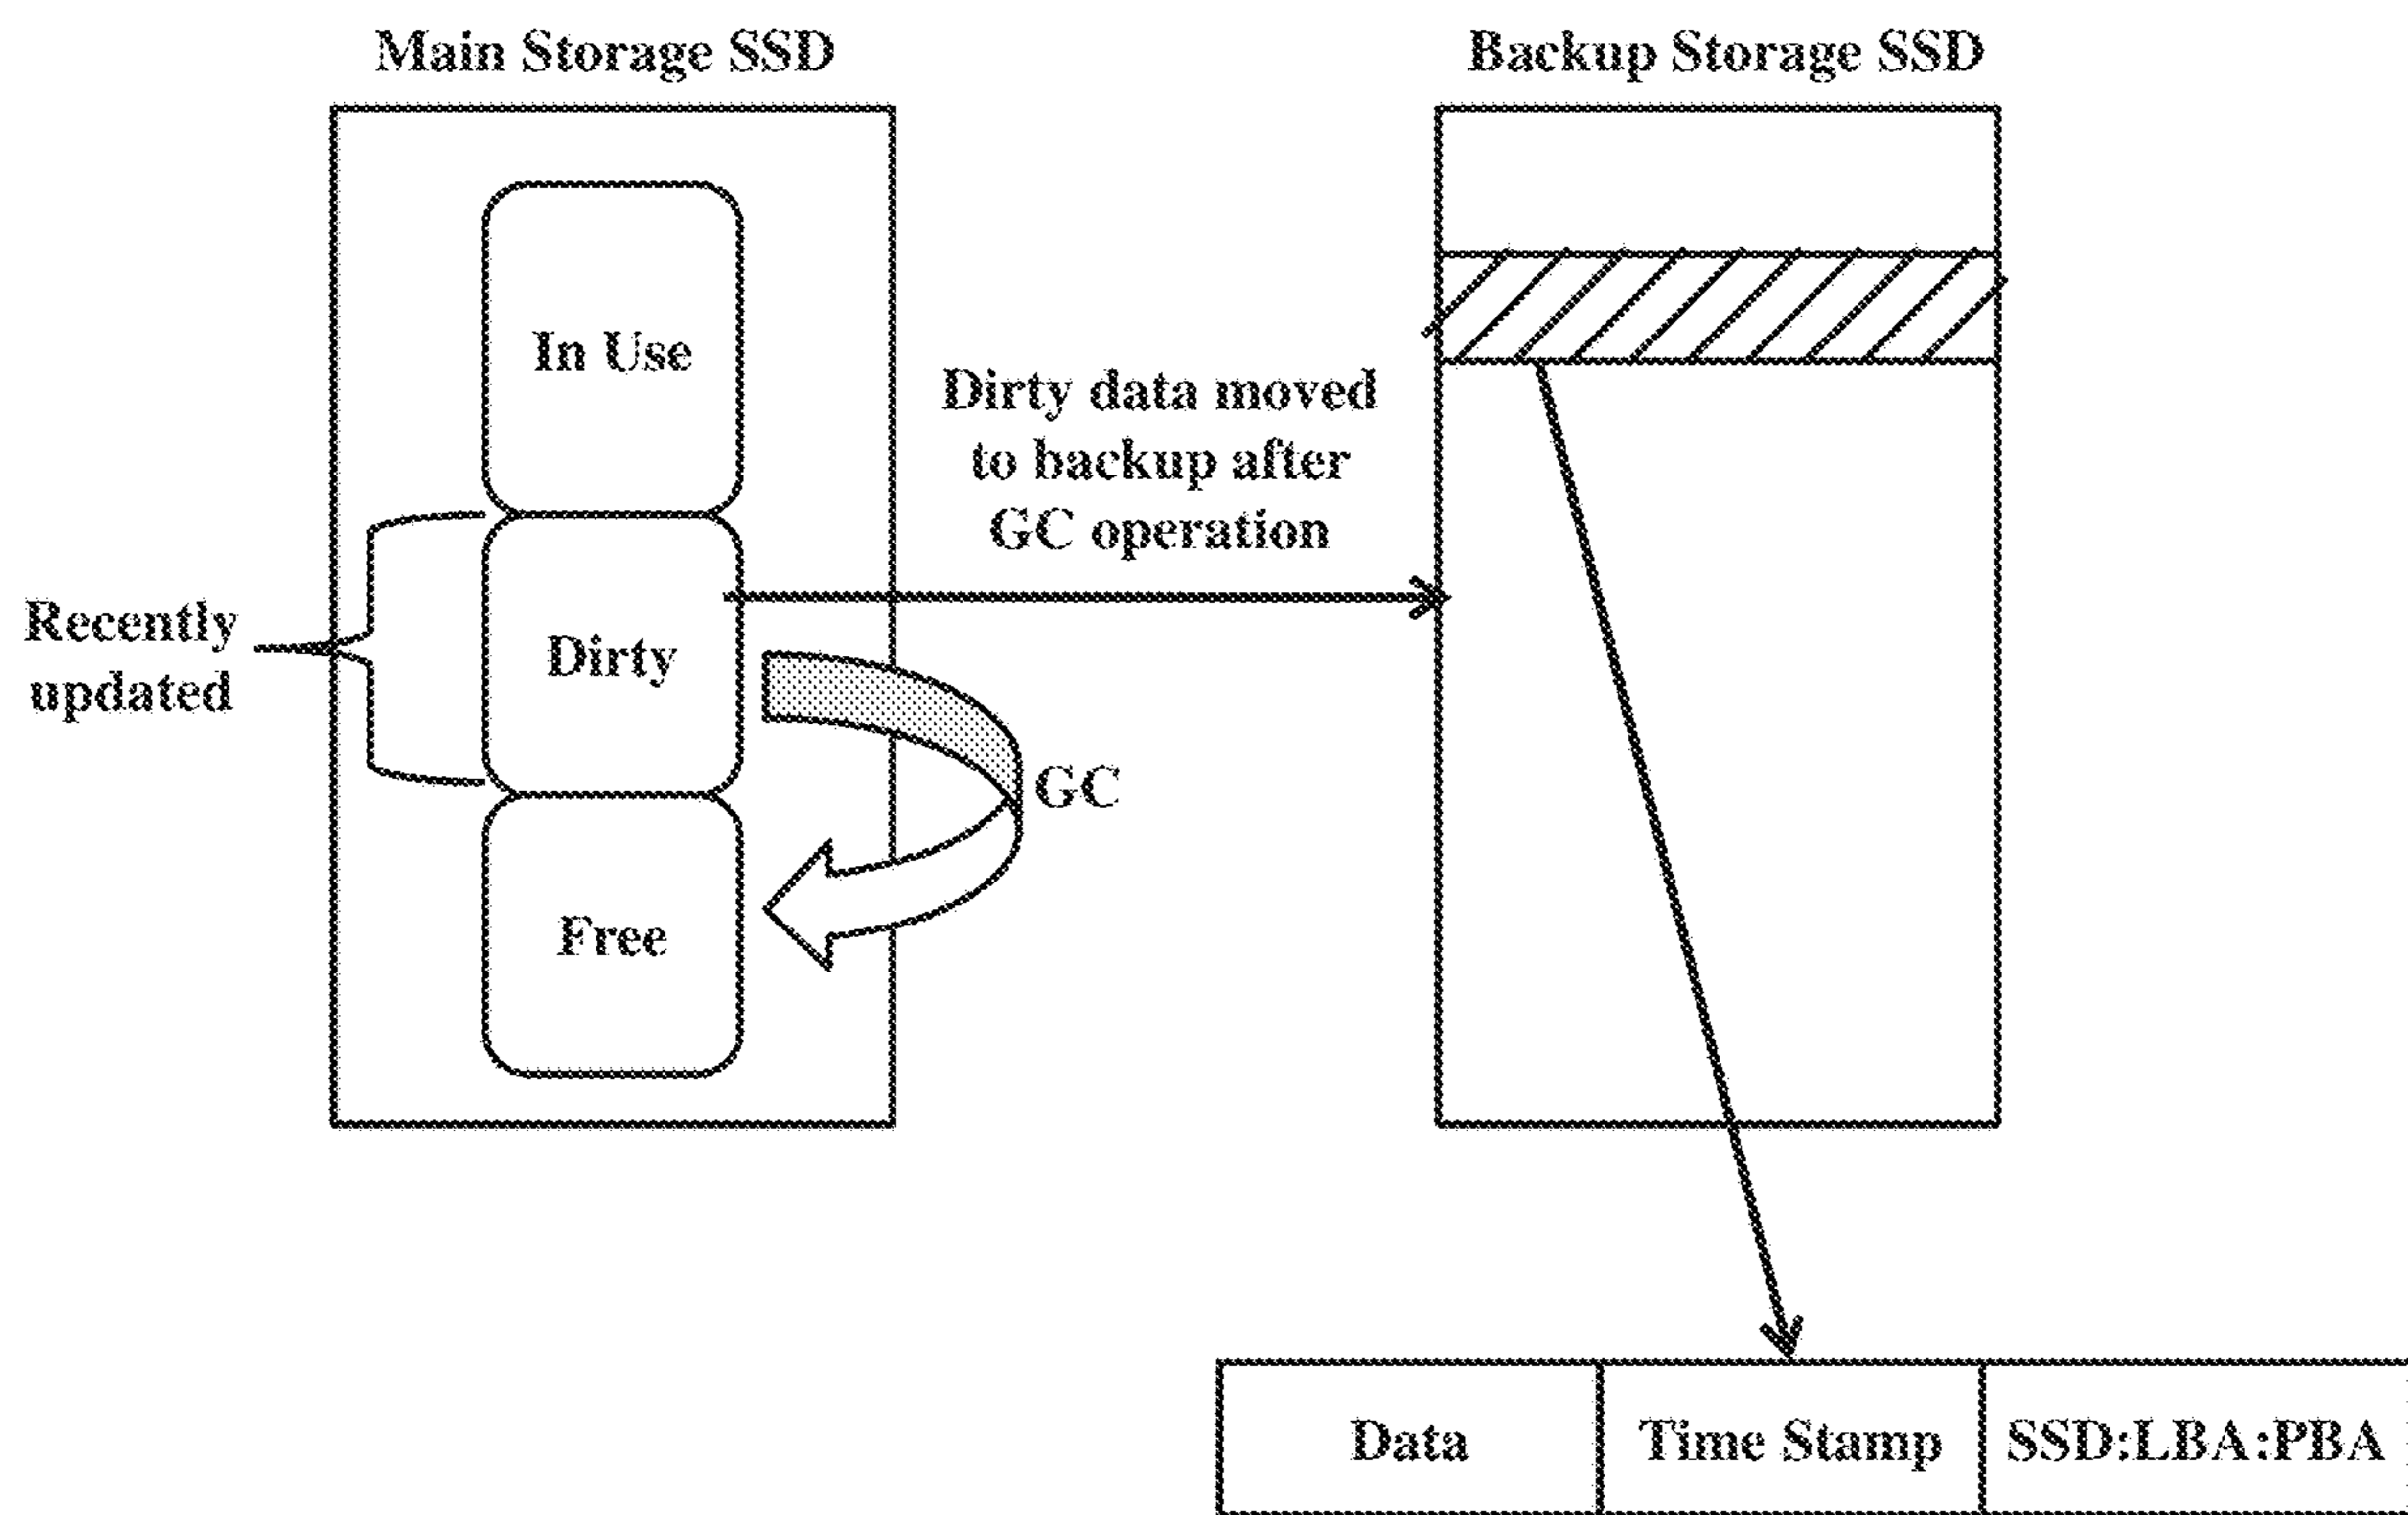 Main Storage SSD
Backup Storage SSD
In Use
Dirty data moved
to backup after
GC operation
Recently
updated
Dirty
GC
Free
Data
Time Stamp
SSD:LBA:PBA